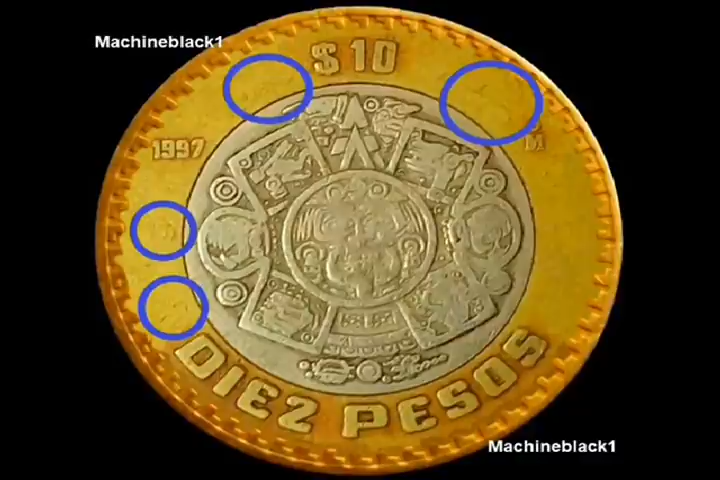 Machineblack1
$10
1997
M
DIEZ PESOS
Machineblack1